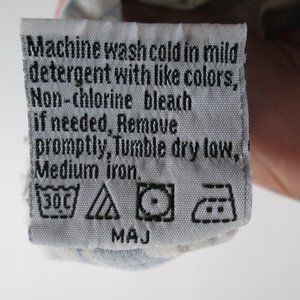 Machine wash cold in mild
detergent with like colors,
Non-chlorine bleach
if needed, Remove
promptly, Tumble dry low,
Medium iron.
30C
MAJ